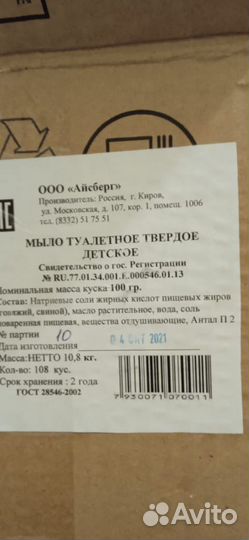 ООО «Айсберг»
Производитель: Россия, г. Киров,
ул. Московская, д. 107, кор. 1, помещ. 1006
тел. (8332) 51 75 51
МЫЛО ТУАЛЕТНОЕ ТВЕРДОЕ
ДЕТСКОЕ
Свидетельство о гос. Регистрации
№ RU.77.01.34.001.Е.000546.01.13
Номинальная масса куска 100 гр.
Состав: Натриевые соли жирных кислот пищевых жиров
(говяжий, свиной), масло растительное, вода, соль
поваренная пищевая, вещества отдушивающие, Антал П 2
№ партии 10
Дата изготовления 04 ОКТ 2021
Масса:НЕТТО 10,8 кг.
Кол-во: 108 кус.
Срок хранения : 2 года
ГОСТ 28546-2002
7930071070011
Avito